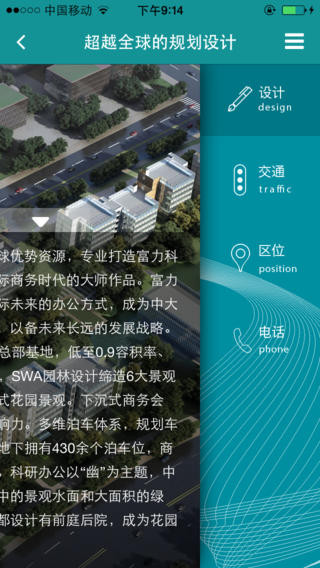 中国移动
下午9:14
超越全球的规划设计
设计
design
交通
traffic
区位
position
电话
phone
球优势资源，专业打造富力科
际商务时代的大师作品。富力
际未来的办公方式，成为中大
，以备未来长远的发展战略。
总部基地，低至0.9容积率、
，SWA园林设计缔造6大景观
式花园景观。下沉式商务会
响力。多维泊车体系，规划车
地下拥有430余个泊车位，商
，科研办公以“幽”为主题，中
中的景观水面和大面积的绿
都设计有前庭后院，成为花园